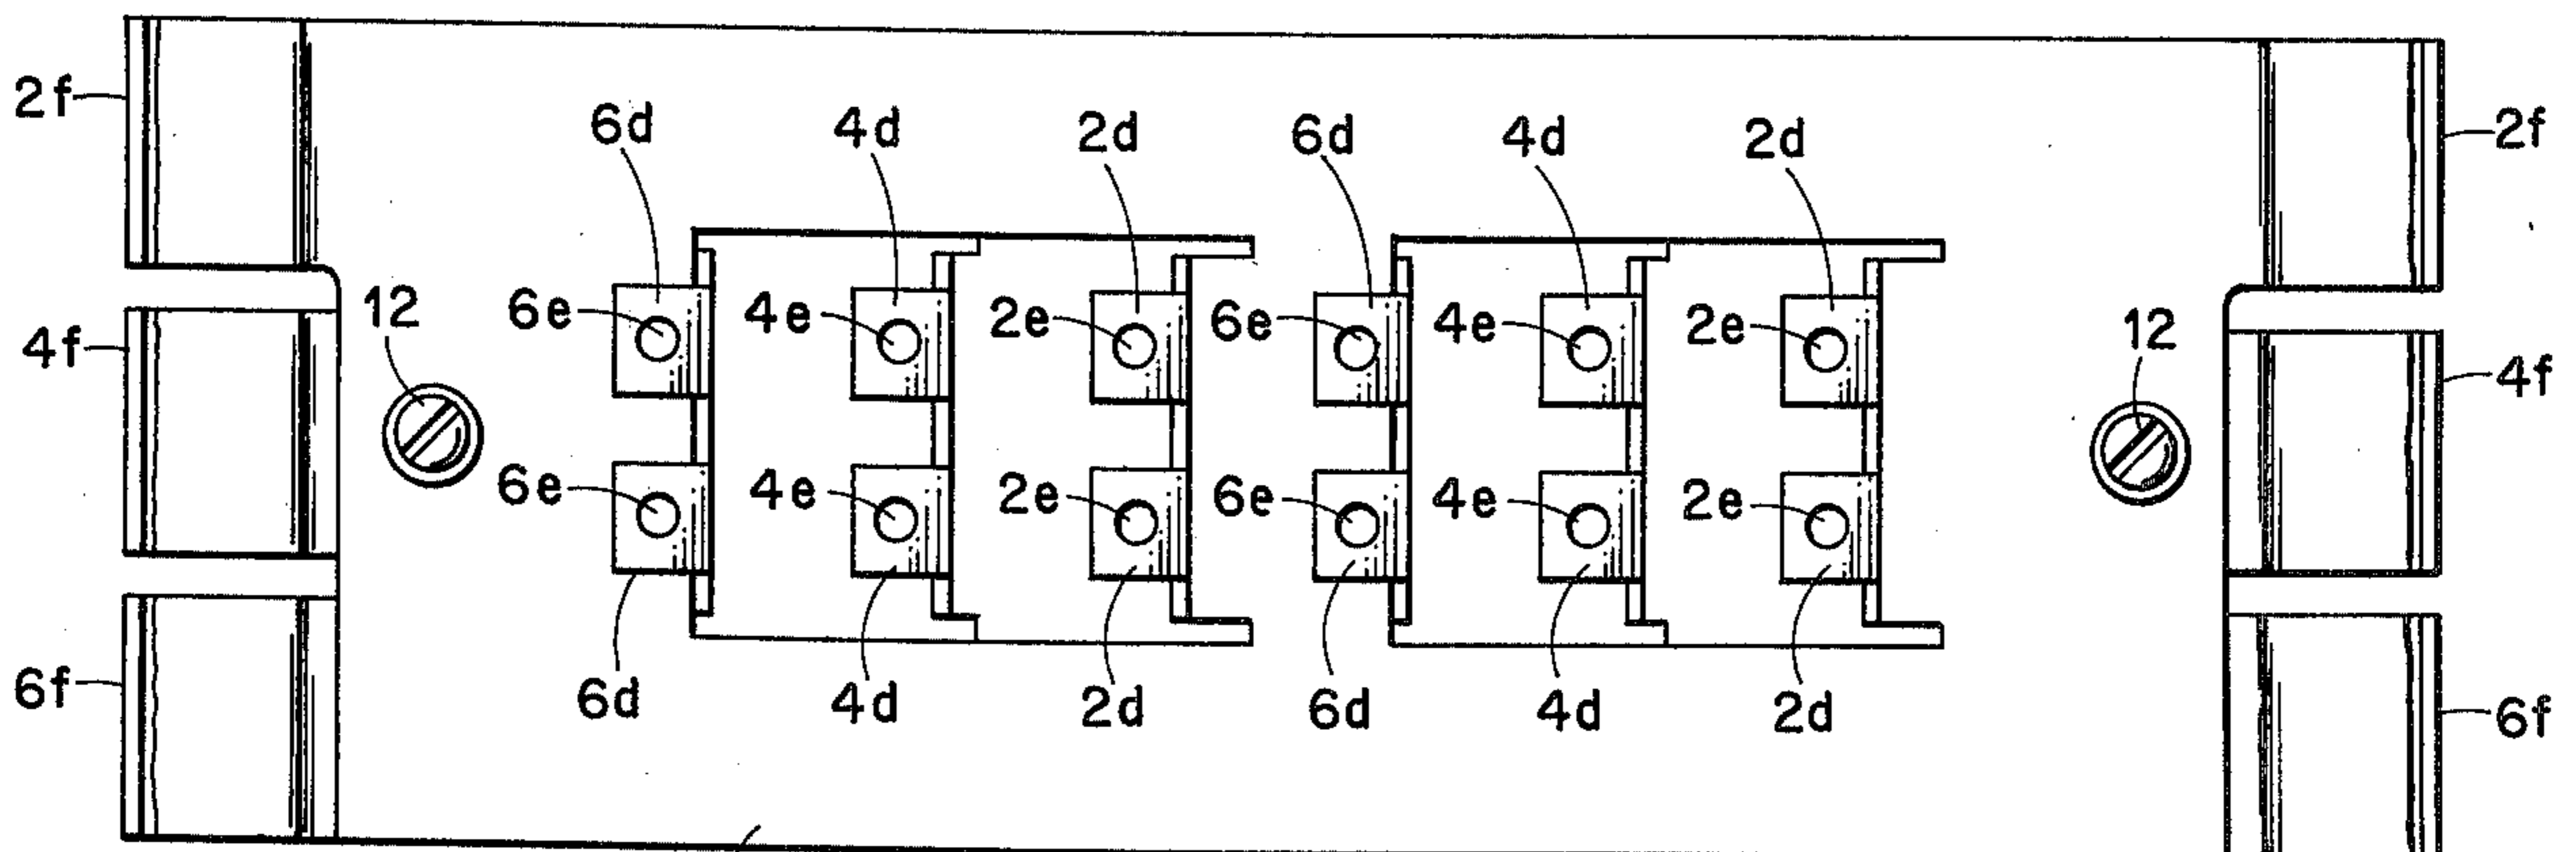 2f 2f
6d 4d 2d 6d 4d 2d
12 6e 4e 2e 6e 4e 2e 12
4f 4f
6e 4e 2e 6e 4e 2e
6f 6d 4d 2d 6d 4d 2d 6f